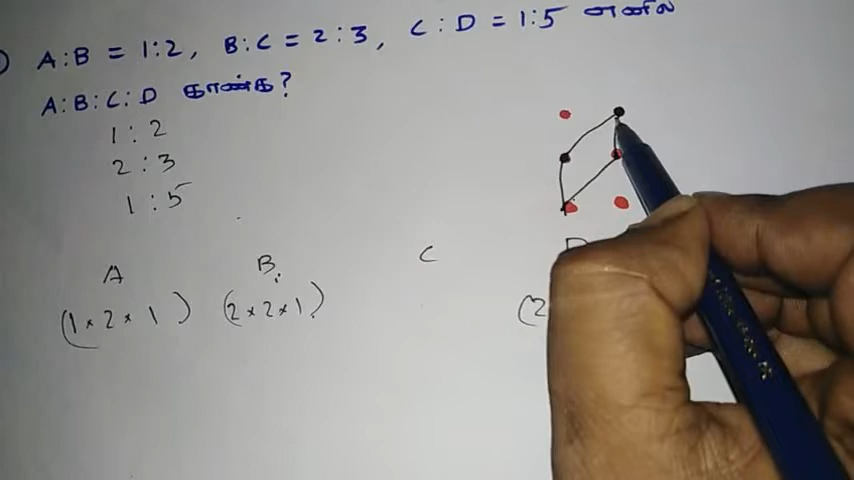 ) A:B = 1:2, B:C = 2:3, C:D = 1:5 எனில்
A:B:C:D காண்க?
1:2
2:3
1:5
A B C D
(1×2×1) (2×2×1) (2